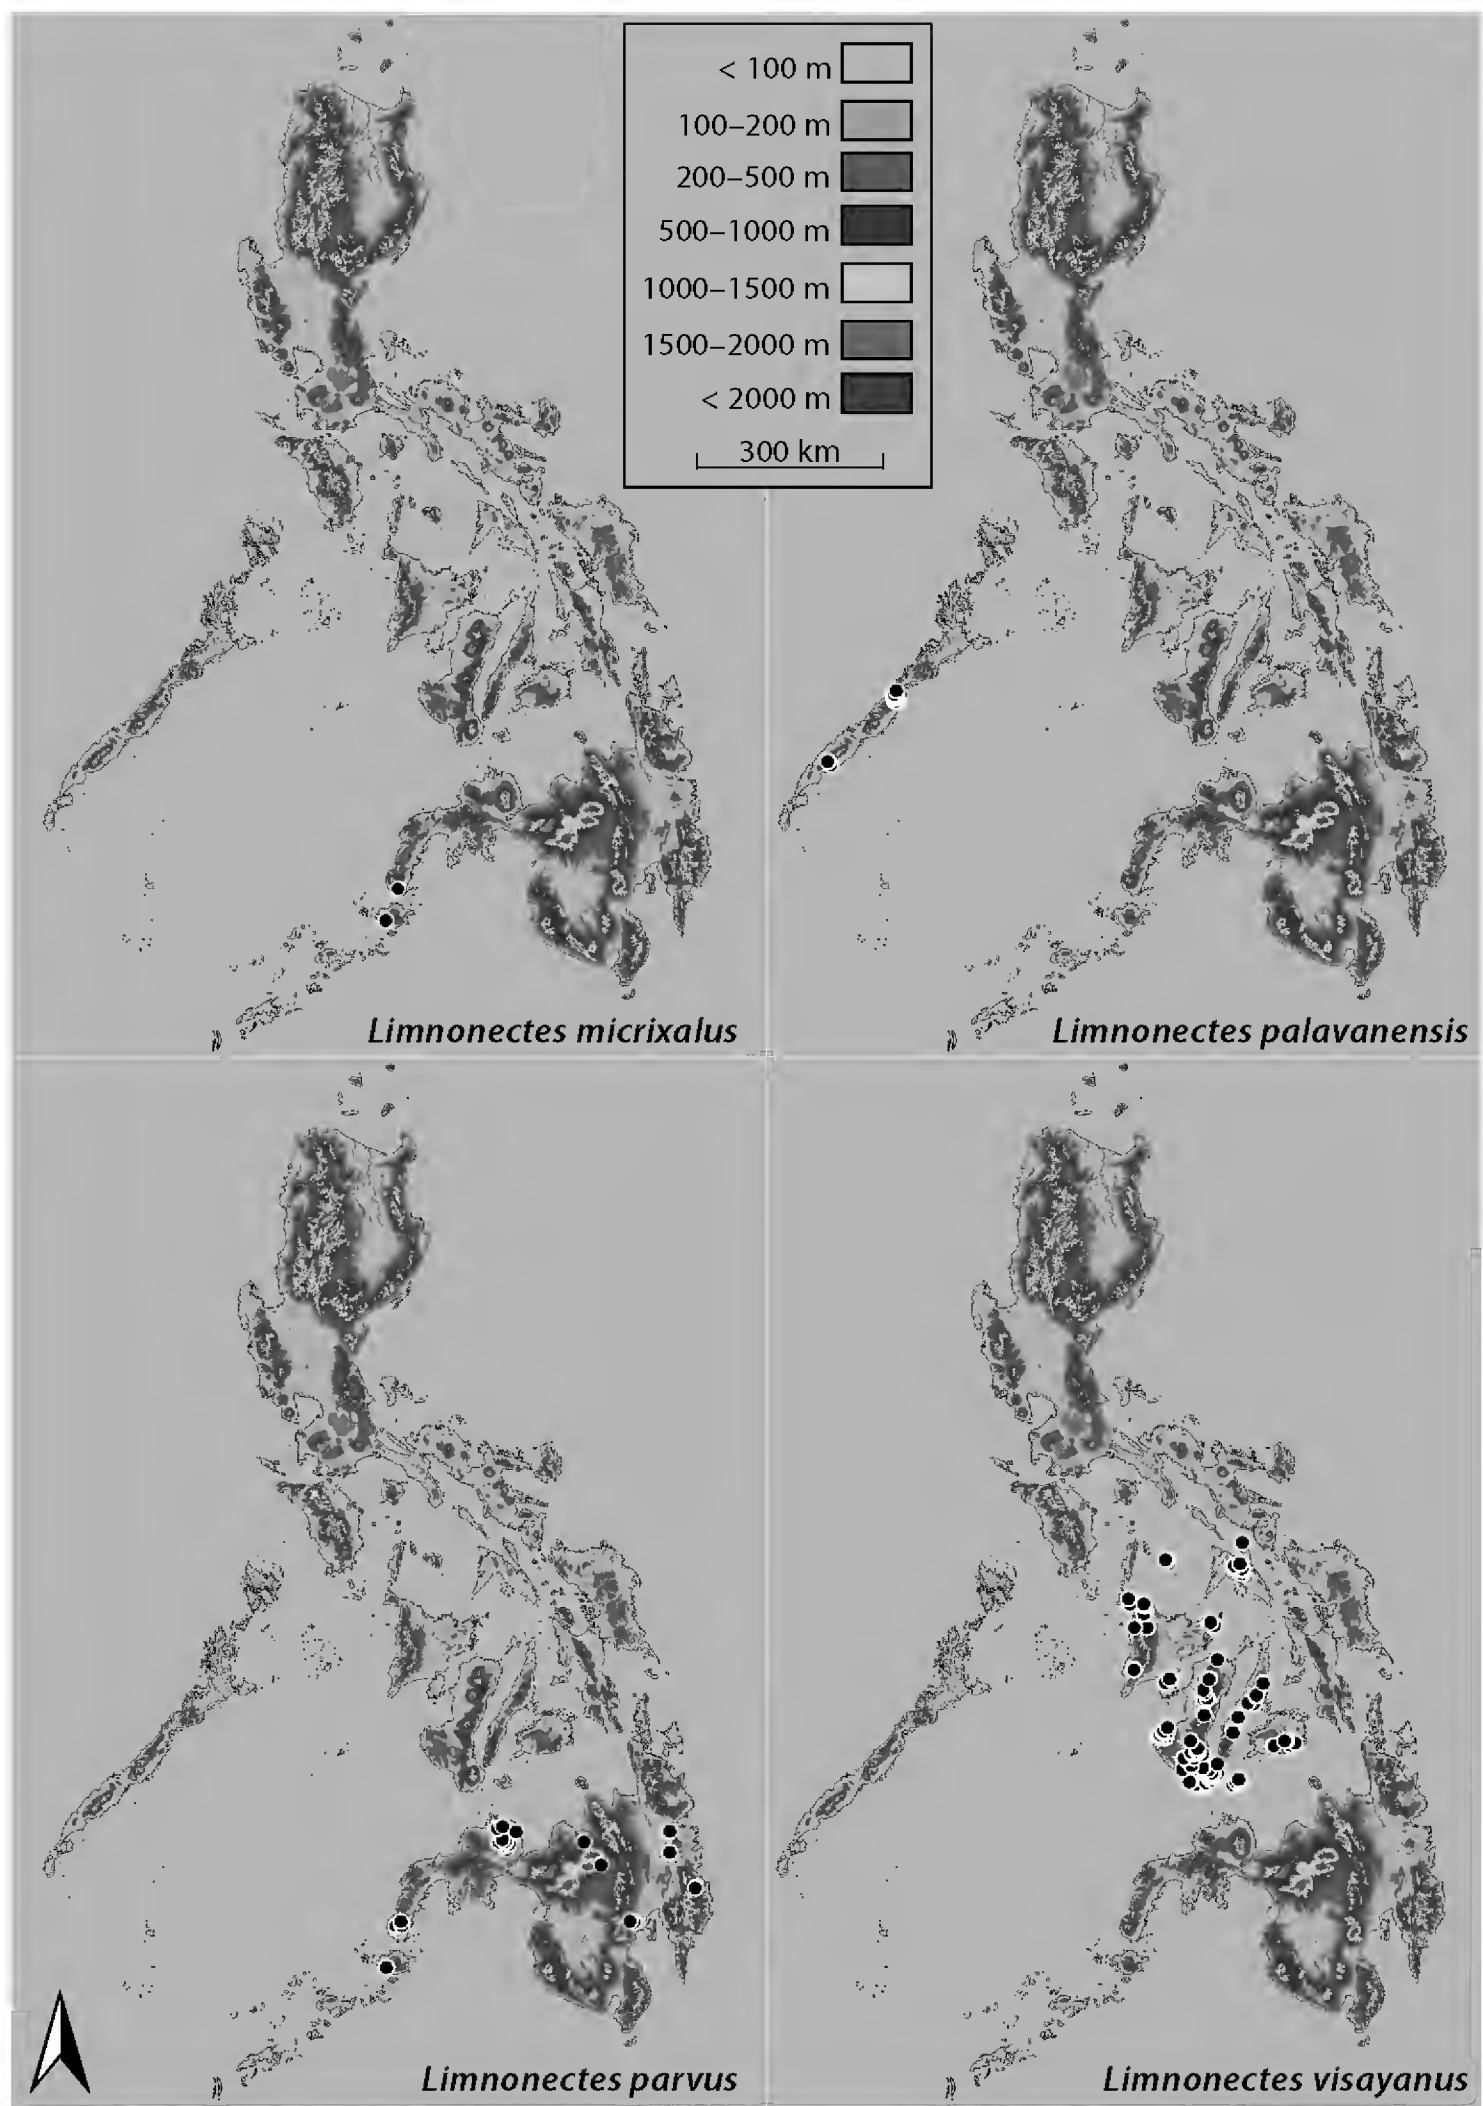 < 100 m
100–200 m
200–500 m
500–1000 m
1000–1500 m
1500–2000 m
< 2000 m
300 km
Limnonectes micrixalus
Limnonectes palavanensis
Limnonectes parvus
Limnonectes visayanus